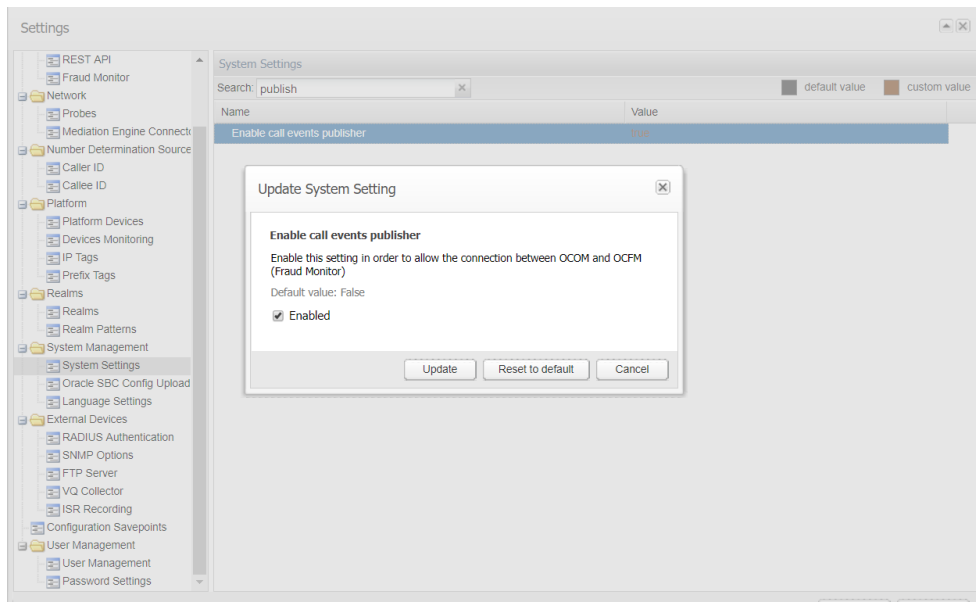 Settings
REST API
Fraud Monitor
Network
Probes
Mediation Engine Connecto
Number Determination Source
Caller ID
Callee ID
Platform
Platform Devices
Devices Monitoring
IP Tags
Prefix Tags
Realms
Realms
Realm Patterns
System Management
System Settings
Oracle SBC Config Upload
Language Settings
External Devices
RADIUS Authentication
SNMP Options
FTP Server
VQ Collector
ISR Recording
Configuration Savepoints
User Management
User Management
Password Settings
System Settings
Search: publish default value custom value
Name Value
Enable call events publisher true
Update System Setting
Enable call events publisher
Enable this setting in order to allow the connection between OCOM and OCFM
(Fraud Monitor)
Default value: False
Enabled
Update Reset to default Cancel